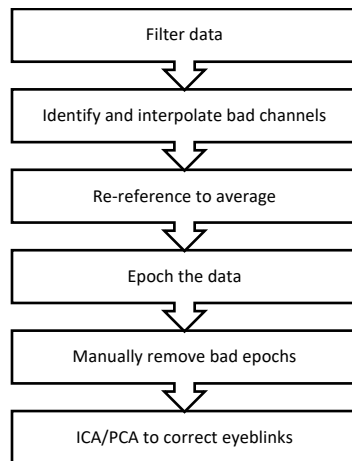 Filter data
Identify and interpolate bad channels
Re-reference to average
Epoch the data
Manually remove bad epochs
ICA/PCA to correct eyeblinks